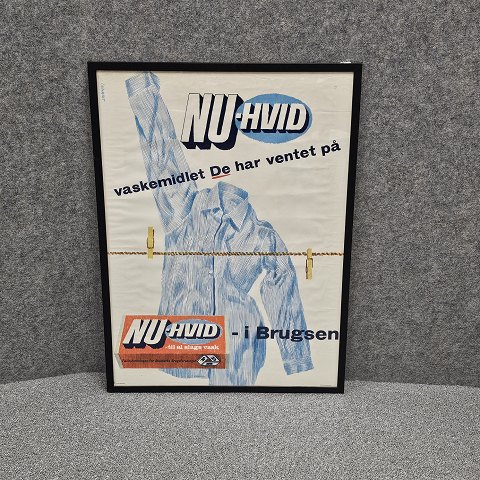 NU-HVID
vaskemidlet De har ventet på
NU-HVID
til al slags vask
- i Brugsen